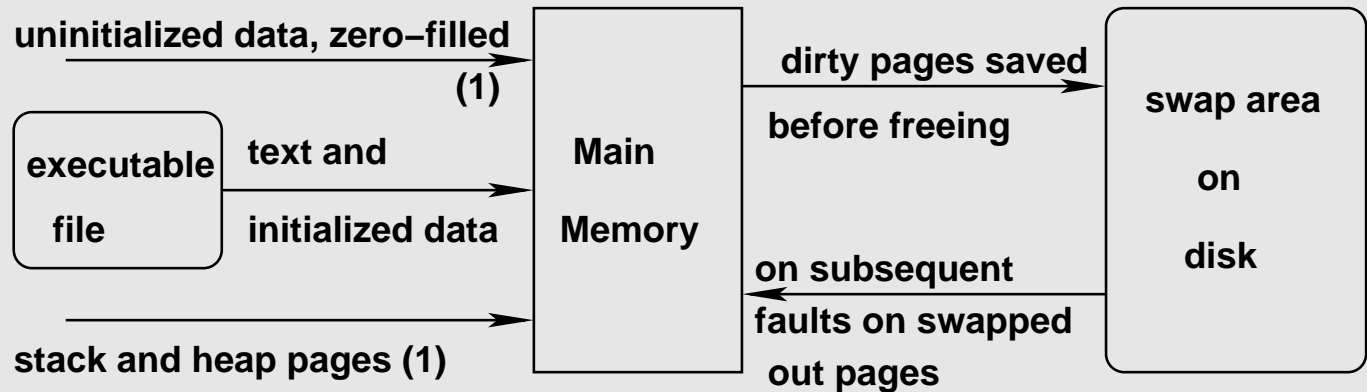 uninitialized data, zero−filled
(1)
executable
file
text and
initialized data
stack and heap pages (1)
Main
Memory
dirty pages saved
before freeing
on subsequent
faults on swapped
out pages
swap area
on
disk